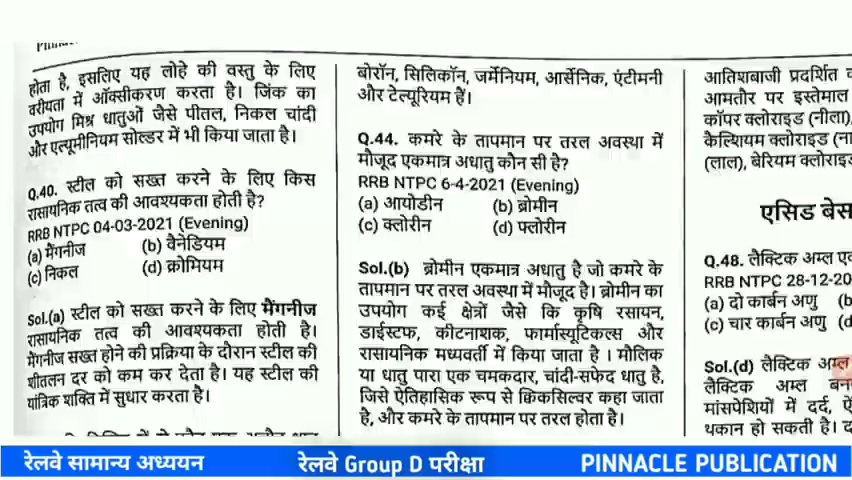 होता है, इसलिए यह लोहे की वस्तु के लिए
वरीयता में ऑक्सीकरण करता है। जिंक का
उपयोग मिश्र धातुओं जैसे पीतल, निकल चांदी
और एल्यूमीनियम सोल्डर में भी किया जाता है।
Q.40. स्टील को सख्त करने के लिए किस
रासायनिक तत्व की आवश्यकता होती है?
RRB NTPC 04-03-2021 (Evening)
(a) मैंगनीज (b) वैनेडियम
(c) निकल (d) क्रोमियम
Sol.(a) स्टील को सख्त करने के लिए मैंगनीज
रासायनिक तत्व की आवश्यकता होती है।
मैंगनीज सख्त होने की प्रक्रिया के दौरान स्टील की
शीतलन दर को कम कर देता है। यह स्टील की
यांत्रिक शक्ति में सुधार करता है।
बोरॉन, सिलिकॉन, जर्मेनियम, आर्सेनिक, एंटीमनी
और टेल्यूरियम हैं।
Q.44. कमरे के तापमान पर तरल अवस्था में
मौजूद एकमात्र अधातु कौन सी है?
RRB NTPC 6-4-2021 (Evening)
(a) आयोडीन (b) ब्रोमीन
(c) क्लोरीन (d) फ्लोरीन
Sol.(b) ब्रोमीन एकमात्र अधातु है जो कमरे के
तापमान पर तरल अवस्था में मौजूद है। ब्रोमीन का
उपयोग कई क्षेत्रों जैसे कि कृषि रसायन,
डाईस्टफ, कीटनाशक, फार्मास्यूटिकल्स और
रासायनिक मध्यवर्ती में किया जाता है । मौलिक
या धातु पारा एक चमकदार, चांदी-सफेद धातु है,
जिसे ऐतिहासिक रूप से क्विकसिल्वर कहा जाता
है, और कमरे के तापमान पर तरल होता है।
आतिशबाजी प्रदर्शित
आमतौर पर इस्तेमाल
कॉपर क्लोराइड (नीला),
कैल्शियम क्लोराइड
(लाल), बेरियम क्लोराइड
एसिड बेस
Q.48. लैक्टिक अम्ल
RRB NTPC 28-12-20
(a) दो कार्बन अणु (b
(c) चार कार्बन अणु (d
Sol.(d) लैक्टिक अम्ल
लैक्टिक अम्ल
मांसपेशियों में दर्द,
थकान हो सकती है।
रेलवे सामान्य अध्ययन रेलवे Group D परीक्षा PINNACLE PUBLICATION